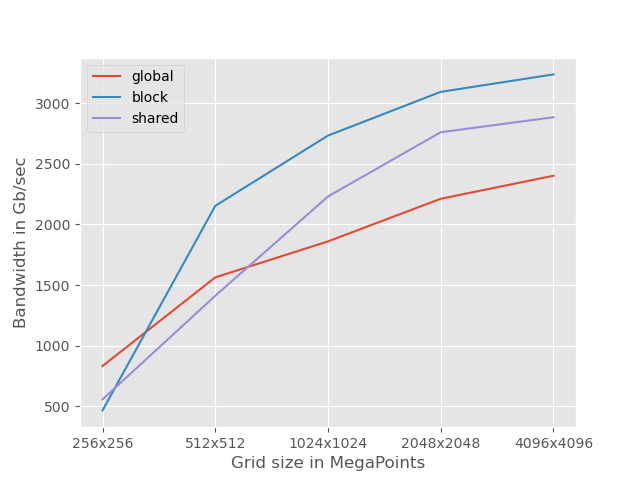 global
block
shared
3000
2500
2000
1500
1000
500
Bandwidth in Gb/sec
256x256
512x512
1024x1024
2048x2048
4096x4096
Grid size in MegaPoints